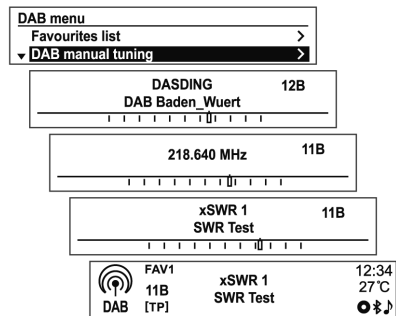 DAB menu
Favourites list >
DAB manual tuning >
DASDING 12B
DAB Baden_Wuert
218.640 MHz 11B
xSWR 1 11B
SWR Test
FAV1 12:34
11B xSWR 1 27°C
DAB [TP] SWR Test